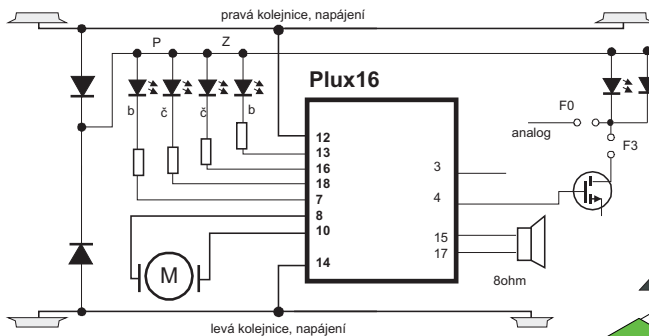 pravá kolejnice, napájení
P Z
Plux16
b č č b
F0
analog
F3
12
13
16
18
7
8
10
14
3
4
15
17
M
8ohm
levá kolejnice, napájení